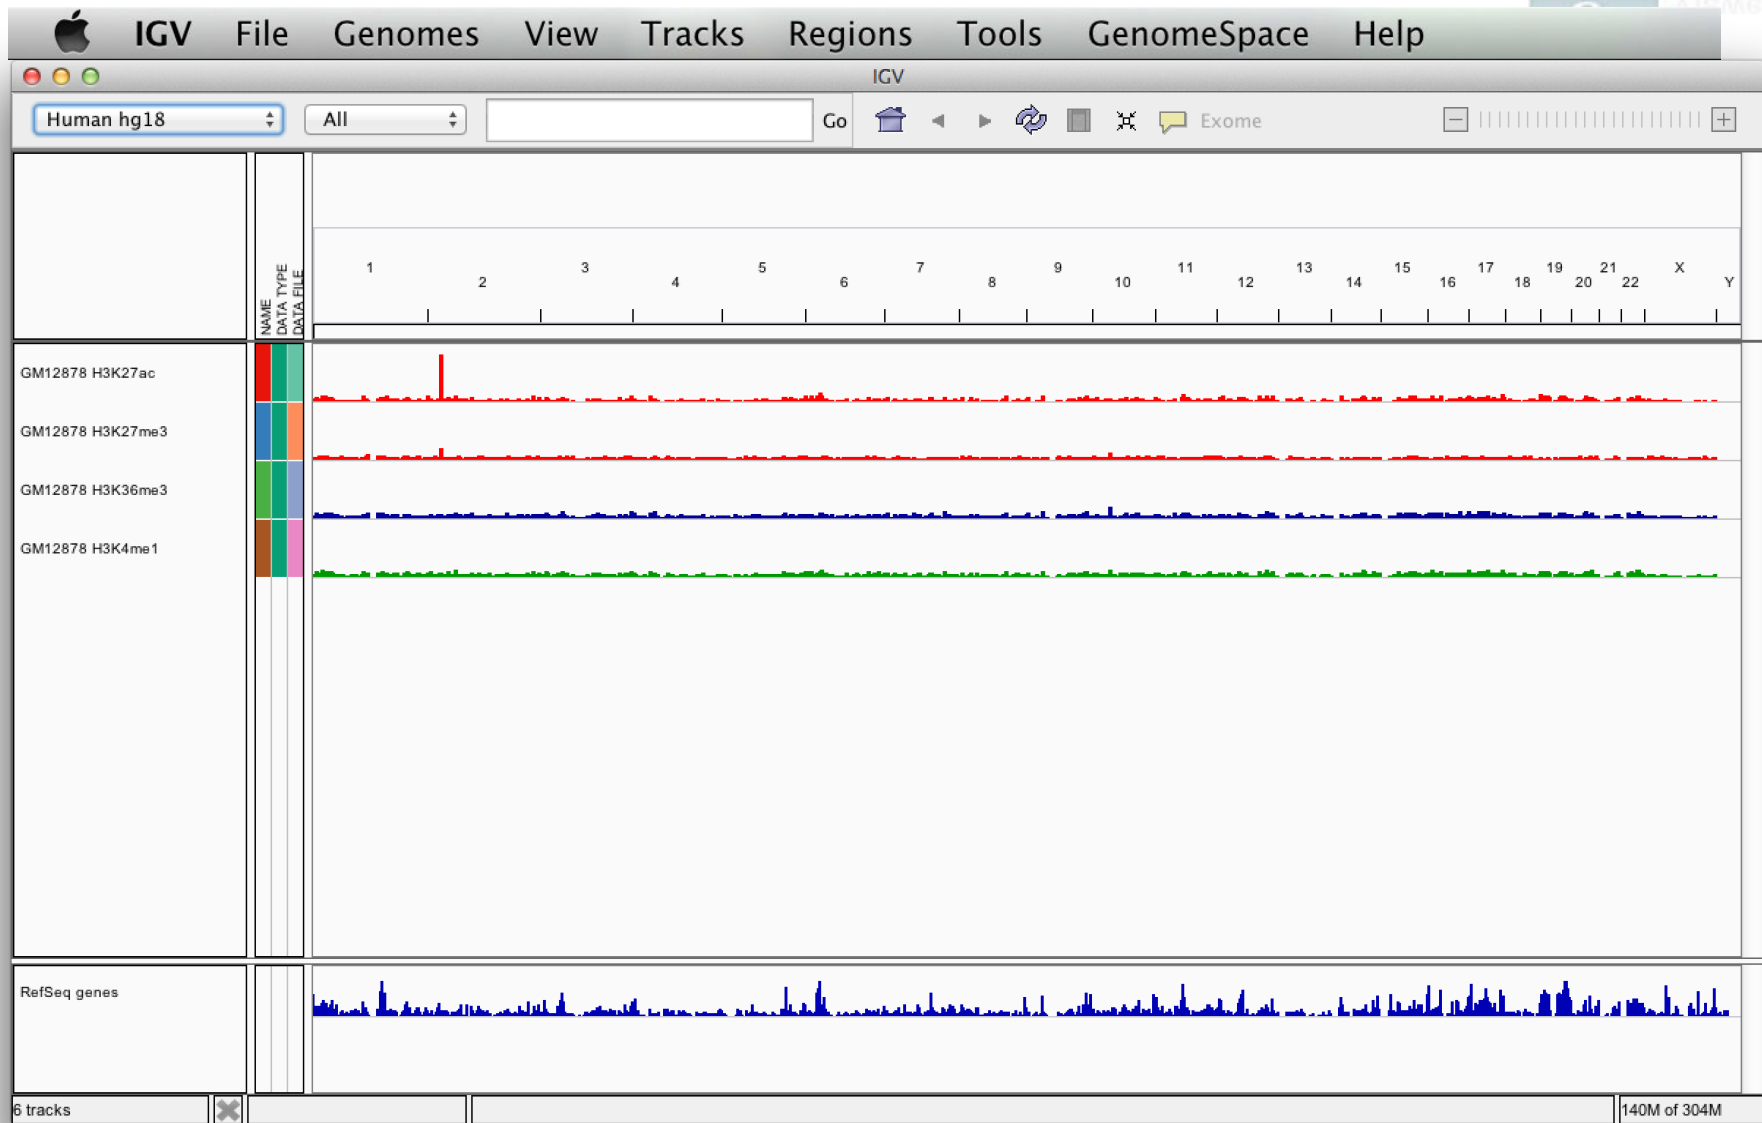 IGV File Genomes View Tracks Regions Tools GenomeSpace Help
IGV
Human hg18 All Go Exome
NAME
DATA TYPE
DATA FILE
1 3 5 7 9 11 13 15 17 19 21 X
2 4 6 8 10 12 14 16 18 20 22 Y
GM12878 H3K27ac
GM12878 H3K27me3
GM12878 H3K36me3
GM12878 H3K4me1
RefSeq genes
6 tracks 140M of 304M